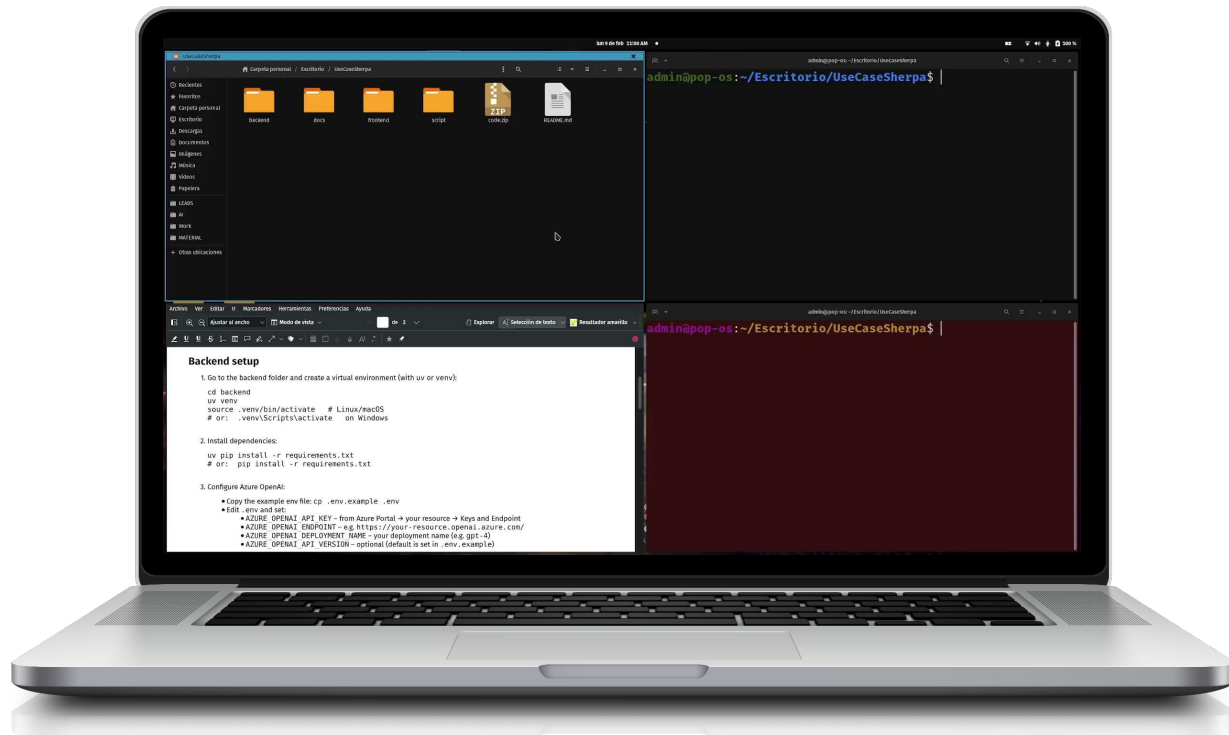 lun 9 de feb 11:00 AM
100 %
UseCaseSherpa
Carpeta personal / Escritorio / UseCaseSherpa
Recientes
Favoritos
Carpeta personal
Escritorio
Descargas
Documentos
Imágenes
Música
Vídeos
Papelera
LEADS
AI
Work
MATERIAL
+ Otras ubicaciones
backend
docs
frontend
script
ZIP
code.zip
README.md
admin@pop-os: ~/Escritorio/UseCaseSherpa
admin@pop-os:~/Escritorio/UseCaseSherpa$
Archivo Ver Editar Ir Marcadores Herramientas Preferencias Ayuda
Ajustar al ancho Modo de vista de 2 Explorar Selección de texto Resaltador amarillo
Backend setup
1. Go to the backend folder and create a virtual environment (with uv or venv):
cd backend
uv venv
source .venv/bin/activate # Linux/macOS
# or: .venv\Scripts\activate on Windows
2. Install dependencies:
uv pip install -r requirements.txt
# or: pip install -r requirements.txt
3. Configure Azure OpenAI:
• Copy the example env file: cp .env.example .env
• Edit .env and set:
• AZURE_OPENAI_API_KEY – from Azure Portal → your resource → Keys and Endpoint
• AZURE_OPENAI_ENDPOINT – e.g. https://your-resource.openai.azure.com/
• AZURE_OPENAI_DEPLOYMENT_NAME – your deployment name (e.g. gpt-4)
• AZURE_OPENAI_API_VERSION – optional (default is set in .env.example)
admin@pop-os: ~/Escritorio/UseCaseSherpa
admin@pop-os:~/Escritorio/UseCaseSherpa$